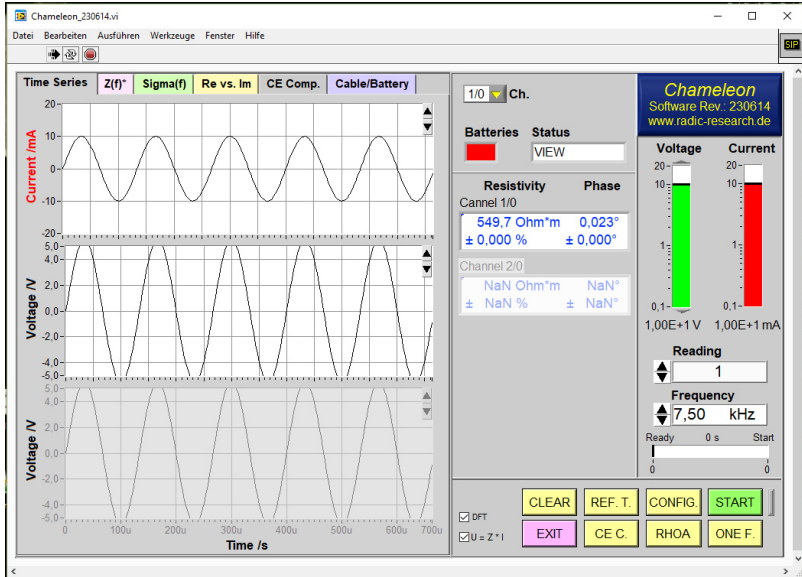 Chameleon_230614.vi
Datei Bearbeiten Ausführen Werkzeuge Fenster Hilfe
SIP
Time Series Z(f)* Sigma(f) Re vs. Im CE Comp. Cable/Battery
20
10
0
-10
-20
Current /mA
5,0
4,0
2,0
0,0
-2,0
-4,0
-5,0
Voltage /V
5,0
4,0
2,0
0,0
-2,0
-4,0
-5,0
Voltage /V
0 100u 200u 300u 400u 500u 600u 700u
Time /s
1/0 Ch.
Batteries Status
VIEW
Resistivity Phase
Cannel 1/0
549,7 Ohm*m 0,023°
± 0,000 % ± 0,000°
Channel 2/0
NaN Ohm*m NaN°
± NaN % ± NaN°
Chameleon
Software Rev.: 230614
www.radic-research.de
Voltage Current
20 20
10 10
1 1
0,1 0,1
1,00E+1 V 1,00E+1 mA
Reading
1
Frequency
7,50 kHz
Ready 0 s Start
0 0
DFT
U = Z * I
CLEAR REF. T. CONFIG. START
EXIT CE C. RHOA ONE F.